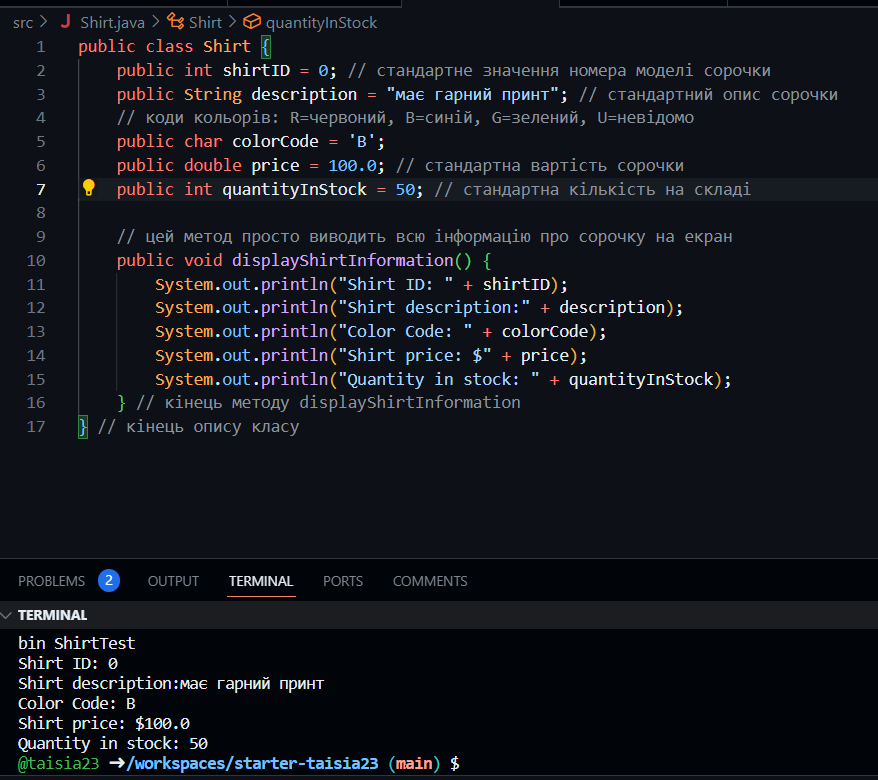 src > J Shirt.java > Shirt > quantityInStock
1 public class Shirt {
2 public int shirtID = 0; // стандартне значення номера моделі сорочки
3 public String description = "має гарний принт"; // стандартний опис сорочки
4 // коди кольорів: R=червоний, B=синій, G=зелений, U=невідомо
5 public char colorCode = 'B';
6 public double price = 100.0; // стандартна вартість сорочки
7 public int quantityInStock = 50; // стандартна кількість на складі
8
9 // цей метод просто виводить всю інформацію про сорочку на екран
10 public void displayShirtInformation() {
11 System.out.println("Shirt ID: " + shirtID);
12 System.out.println("Shirt description:" + description);
13 System.out.println("Color Code: " + colorCode);
14 System.out.println("Shirt price: $" + price);
15 System.out.println("Quantity in stock: " + quantityInStock);
16 } // кінець методу displayShirtInformation
17 } // кінець опису класу
PROBLEMS 2 OUTPUT TERMINAL PORTS COMMENTS
TERMINAL
bin ShirtTest
Shirt ID: 0
Shirt description:має гарний принт
Color Code: B
Shirt price: $100.0
Quantity in stock: 50
@taisia23 ➜/workspaces/starter-taisia23 (main) $